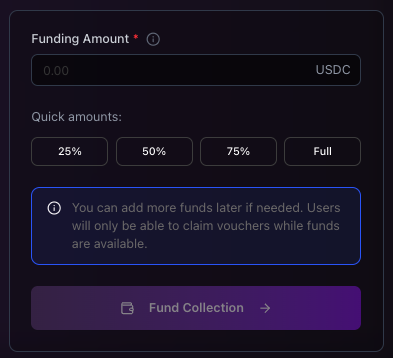 Funding Amount *
0.00 USDC
Quick amounts:
25% 50% 75% Full
You can add more funds later if needed. Users
will only be able to claim vouchers while funds
are available.
Fund Collection